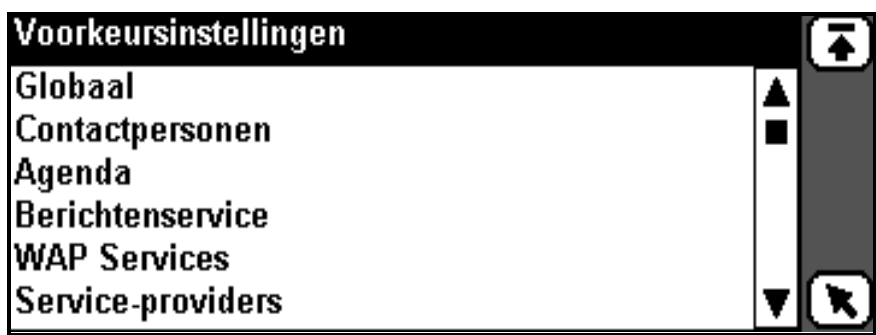 Voorkeursinstellingen
Globaal
Contactpersonen
Agenda
Berichtenservice
WAP Services
Service-providers